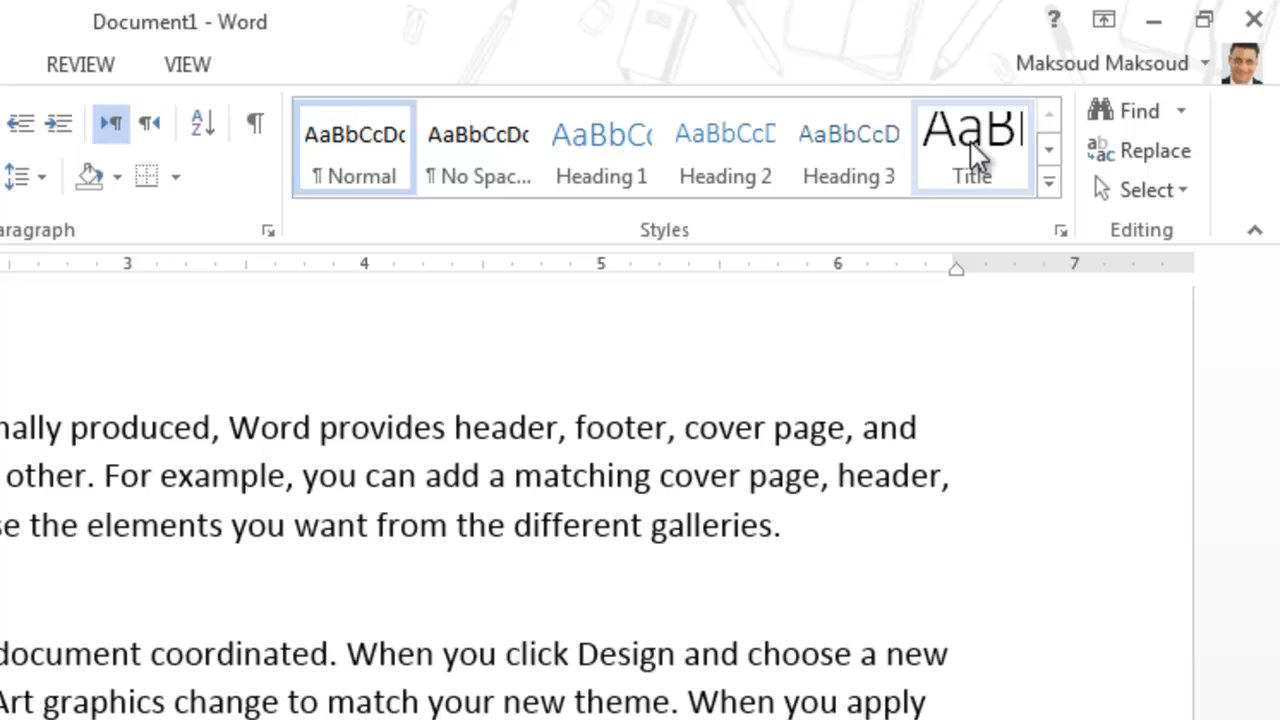 Document1 - Word
?
REVIEW VIEW Maksoud Maksoud
AaBbCcDc AaBbCcDc AaBbC AaBbCcD AaBbCcD AaB
¶ Normal ¶ No Spac... Heading 1 Heading 2 Heading 3 Title
Find
Replace
Select
aragraph Styles Editing
3 4 5 6 7
nally produced, Word provides header, footer, cover page, and
other. For example, you can add a matching cover page, header,
se the elements you want from the different galleries.
document coordinated. When you click Design and choose a new
Art graphics change to match your new theme. When you apply